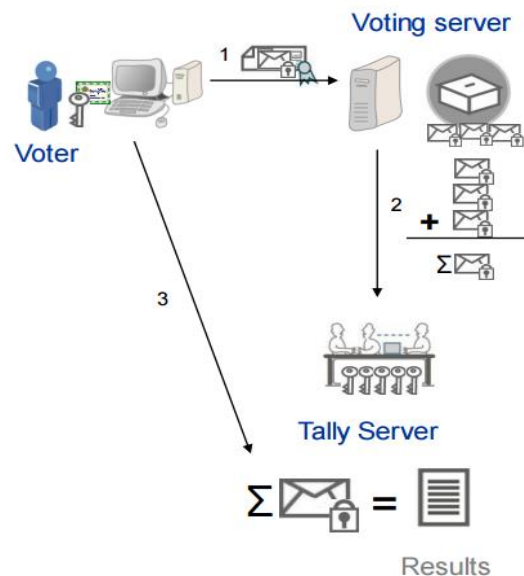 Voting server
1
Voter
2
+
Σ
3
Tally Server
Σ =
Results